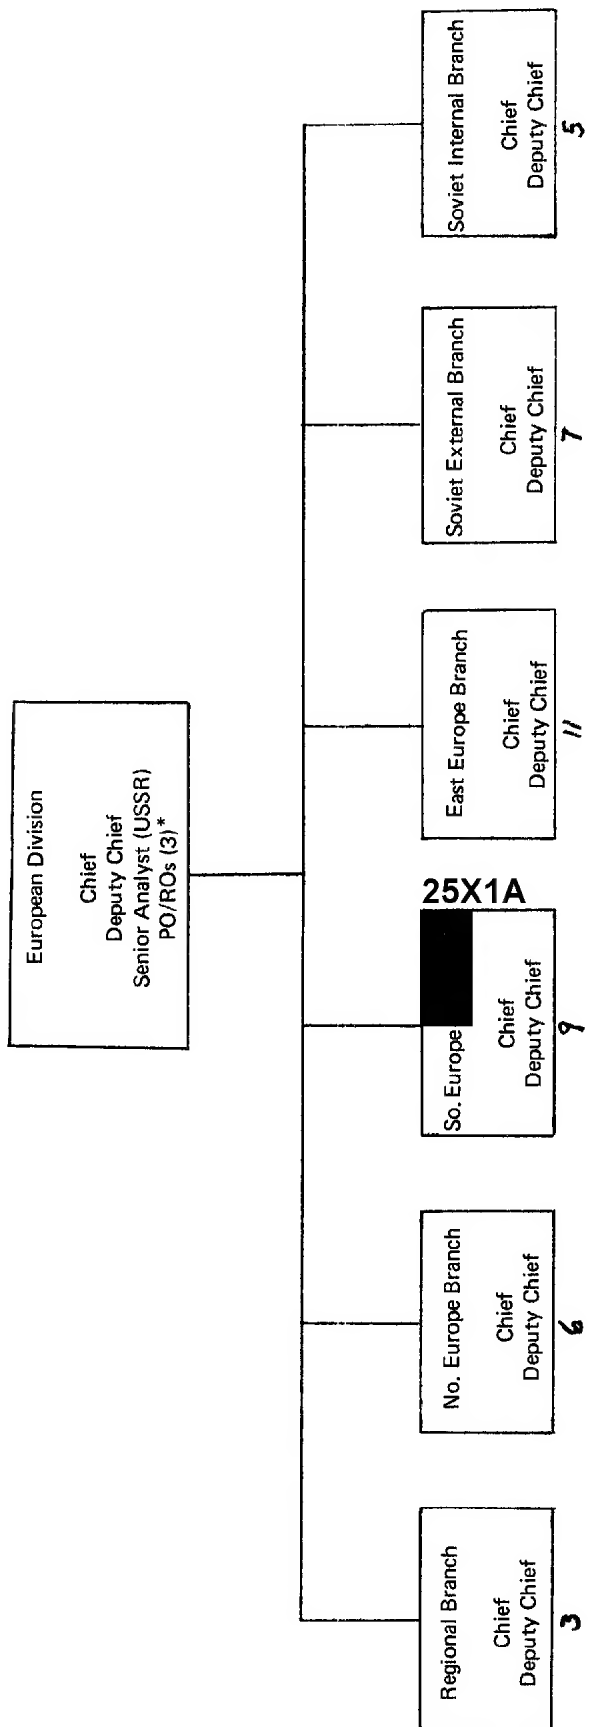 European Division
Chief
Deputy Chief
Senior Analyst (USSR)
PO/ROs (3)*
Regional Branch
Chief
Deputy Chief
3
No. Europe Branch
Chief
Deputy Chief
6
25X1A
So. Europe
Chief
Deputy Chief
9
East Europe Branch
Chief
Deputy Chief
11
Soviet External Branch
Chief
Deputy Chief
7
Soviet Internal Branch
Chief
Deputy Chief
5